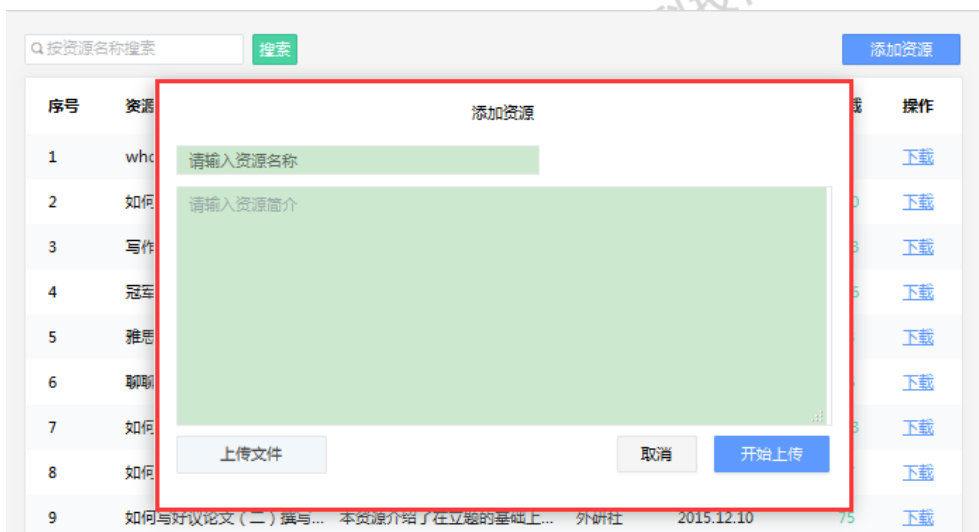 按资源名称搜索 搜索 添加资源
序号 资源 载 操作
添加资源
1 who 下载
请输入资源名称
2 如何 0 下载
请输入资源简介
3 写作 3 下载
4 冠军 6 下载
5 雅思 下载
6 聊聊 下载
7 如何 3 下载
8 如何 下载
上传文件 取消 开始上传
9 如何写好议论文（二）撰写... 本资源介绍了在立题的基础上... 外研社 2015.12.10 75 下载